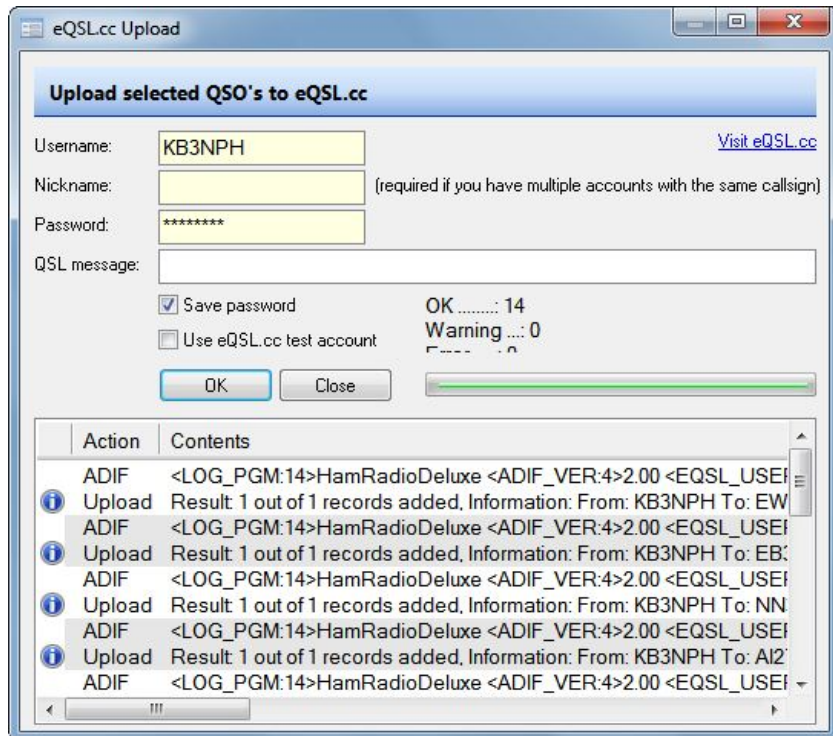 eQSL.cc Upload
Upload selected QSO's to eQSL.cc
Username: KB3NPH Visit eQSL.cc
Nickname: (required if you have multiple accounts with the same callsign)
Password: ********
QSL message:
Save password OK ........: 14
Use eQSL.cc test account Warning ...: 0
OK Close
Action Contents
ADIF <LOG_PGM:14>HamRadioDeluxe <ADIF_VER:4>2.00 <EQSL_USER
Upload Result: 1 out of 1 records added, Information: From: KB3NPH To: EW
ADIF <LOG_PGM:14>HamRadioDeluxe <ADIF_VER:4>2.00 <EQSL_USER
Upload Result: 1 out of 1 records added, Information: From: KB3NPH To: EB3
ADIF <LOG_PGM:14>HamRadioDeluxe <ADIF_VER:4>2.00 <EQSL_USER
Upload Result: 1 out of 1 records added, Information: From: KB3NPH To: NN
ADIF <LOG_PGM:14>HamRadioDeluxe <ADIF_VER:4>2.00 <EQSL_USER
Upload Result: 1 out of 1 records added, Information: From: KB3NPH To: AI2
ADIF <LOG_PGM:14>HamRadioDeluxe <ADIF_VER:4>2.00 <EQSL_USER